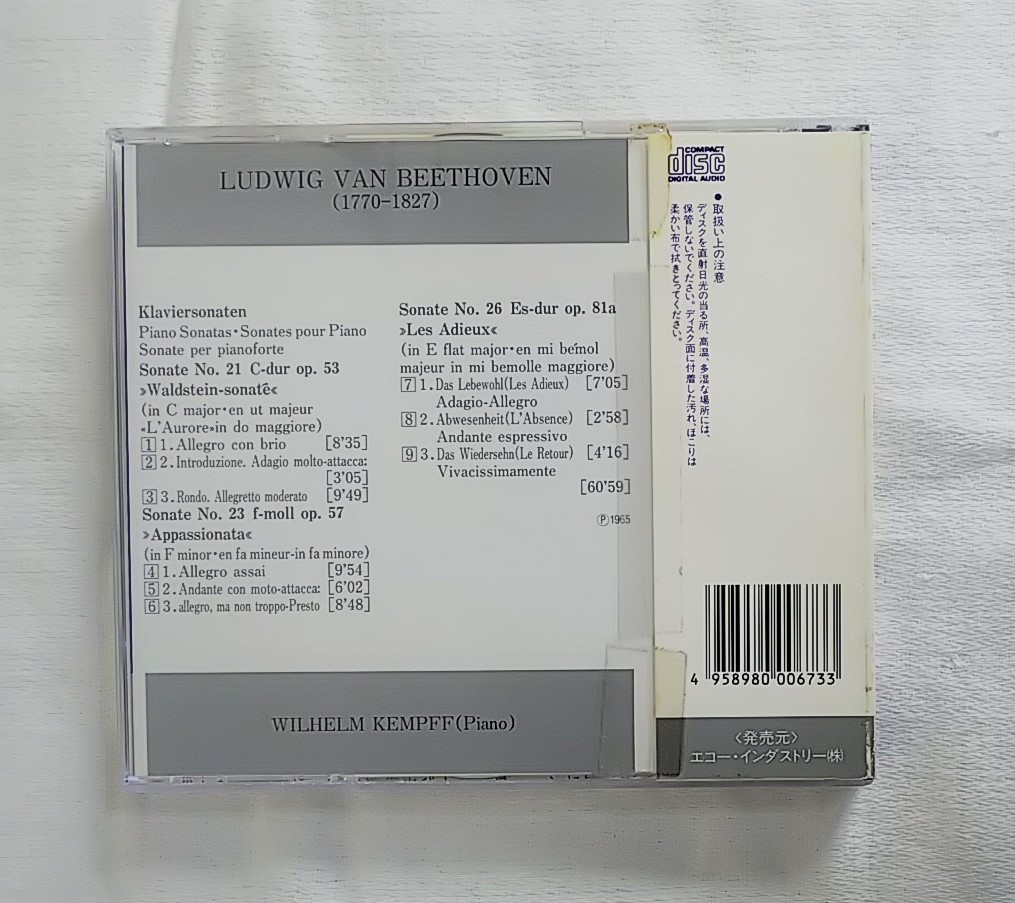 LUDWIG VAN BEETHOVEN
(1770-1827)
Klaviersonaten
Piano Sonatas・Sonates pour Piano
Sonate per pianoforte
Sonate No. 21 C-dur op. 53
»Waldstein-sonaté«
(in C major・en ut majeur
«L'Aurore»in do maggiore)
1 1. Allegro con brio [8'35]
2 2. Introduzione. Adagio molto-attacca:
[3'05]
3 3. Rondo. Allegretto moderato [9'49]
Sonate No. 23 f-moll op. 57
»Appassionata«
(in F minor・en fa mineur-in fa minore)
4 1. Allegro assai [9'54]
5 2. Andante con moto-attacca: [6'02]
6 3. allegro, ma non troppo-Presto [8'48]
Sonate No. 26 Es-dur op. 81a
»Les Adieux«
(in E flat major・en mi bémol
majeur in mi bemolle maggiore)
7 1. Das Lebewohl(Les Adieux) [7'05]
Adagio-Allegro
8 2. Abwesenheit(L'Absence) [2'58]
Andante espressivo
9 3. Das Wiedersehn(Le Retour) [4'16]
Vivacissimamente
[60'59]
Ⓟ1965
WILHELM KEMPFF(Piano)
COMPACT
disc
DIGITAL AUDIO
●取扱い上の注意
ディスクを直射日光の当る所、高温、多湿な場所には、
保管しないでください。ディスク面に付着した汚れ、ほこりは
柔かい布で拭きとってください。
4 958980 006733
〈発売元〉
エコー・インダストリー㈱